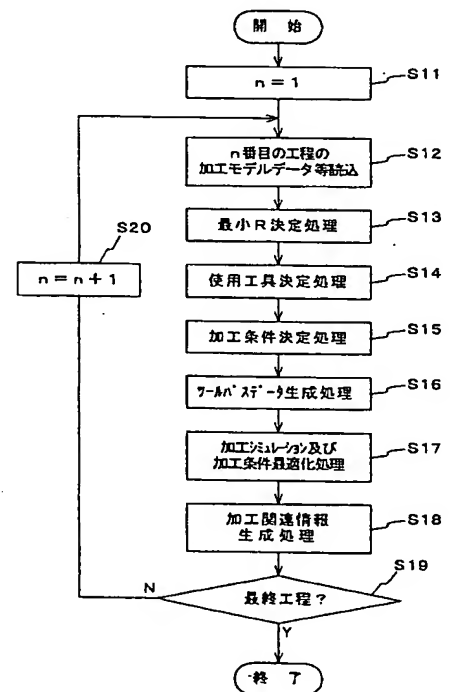 開 始
n = 1
S11
n番目の工程の
加工モデルデータ等読込
S12
最小R決定処理
S13
S20
n = n + 1
使用工具決定処理
S14
加工条件決定処理
S15
ツールパスデータ生成処理
S16
加工シミュレーション及び
加工条件最適化処理
S17
加工関連情報
生成処理
S18
S19
最終工程？
N
Y
終 了